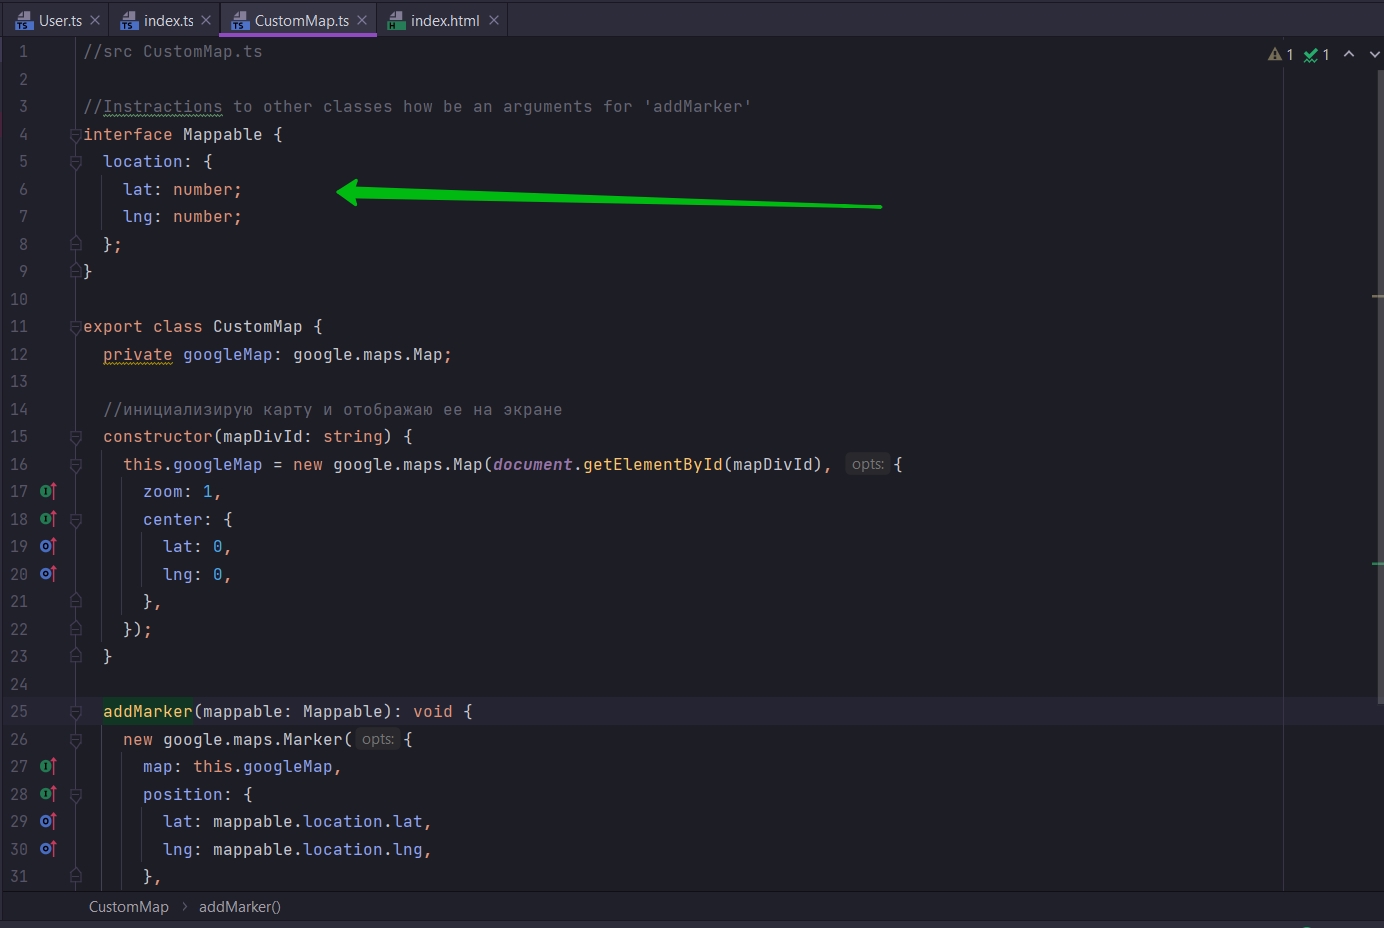 User.ts index.ts CustomMap.ts index.html
1 //src CustomMap.ts 1 1
2
3 //Instractions to other classes how be an arguments for 'addMarker'
4 interface Mappable {
5 location: {
6 lat: number;
7 lng: number;
8 };
9 }
10
11 export class CustomMap {
12 private googleMap: google.maps.Map;
13
14 //инициализирую карту и отображаю ее на экране
15 constructor(mapDivId: string) {
16 this.googleMap = new google.maps.Map(document.getElementById(mapDivId), opts: {
17 zoom: 1,
18 center: {
19 lat: 0,
20 lng: 0,
21 },
22 });
23 }
24
25 addMarker(mappable: Mappable): void {
26 new google.maps.Marker( opts: {
27 map: this.googleMap,
28 position: {
29 lat: mappable.location.lat,
30 lng: mappable.location.lng,
31 },
CustomMap > addMarker()